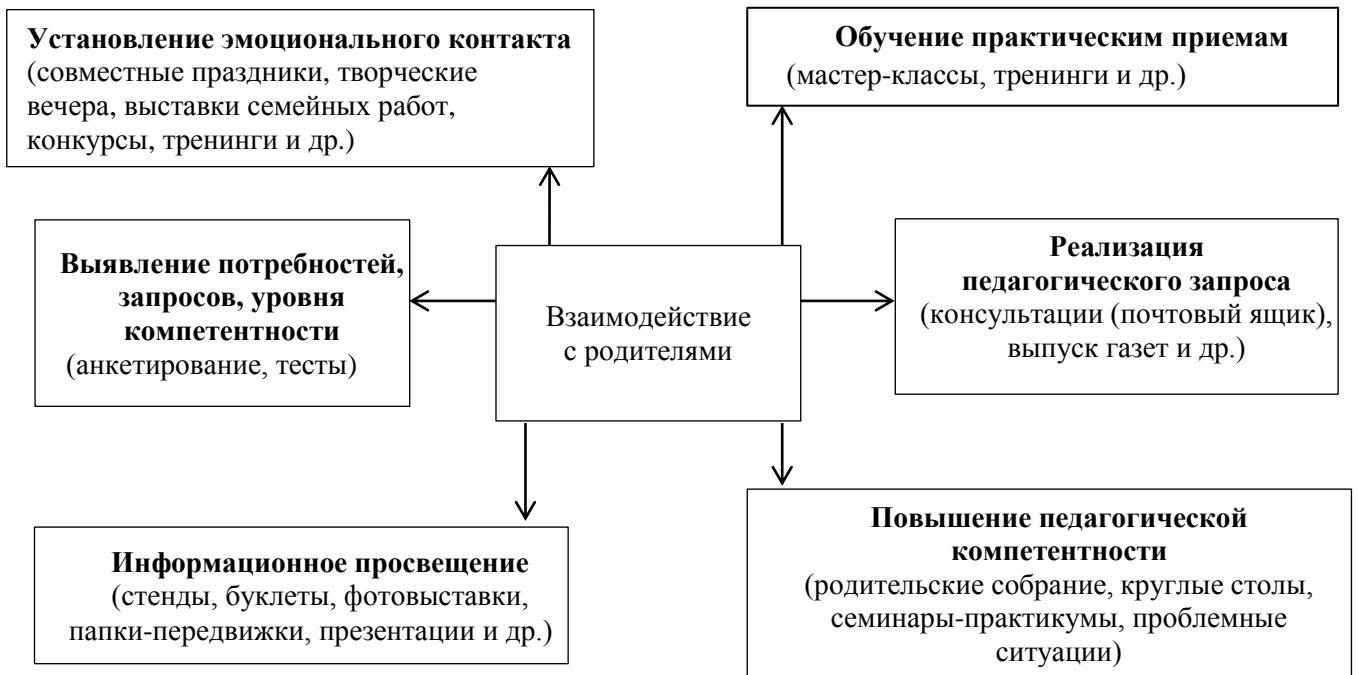 Установление эмоционального контакта
(совместные праздники, творческие
вечера, выставки семейных работ,
конкурсы, тренинги и др.)
Обучение практическим приемам
(мастер-классы, тренинги и др.)
Выявление потребностей,
запросов, уровня
компетентности
(анкетирование, тесты)
Взаимодействие
с родителями
Реализация
педагогического запроса
(консультации (почтовый ящик),
выпуск газет и др.)
Информационное просвещение
(стенды, буклеты, фотовыставки,
папки-передвижки, презентации и др.)
Повышение педагогической
компетентности
(родительские собрание, круглые столы,
семинары-практикумы, проблемные
ситуации)